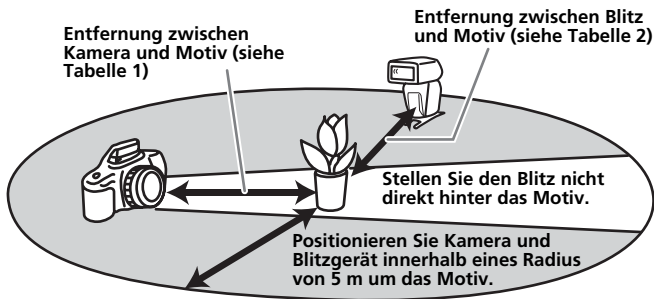 Entfernung zwischen
Kamera und Motiv (siehe
Tabelle 1)
Entfernung zwischen Blitz
und Motiv (siehe Tabelle 2)
Stellen Sie den Blitz nicht
direkt hinter das Motiv.
Positionieren Sie Kamera und
Blitzgerät innerhalb eines Radius
von 5 m um das Motiv.